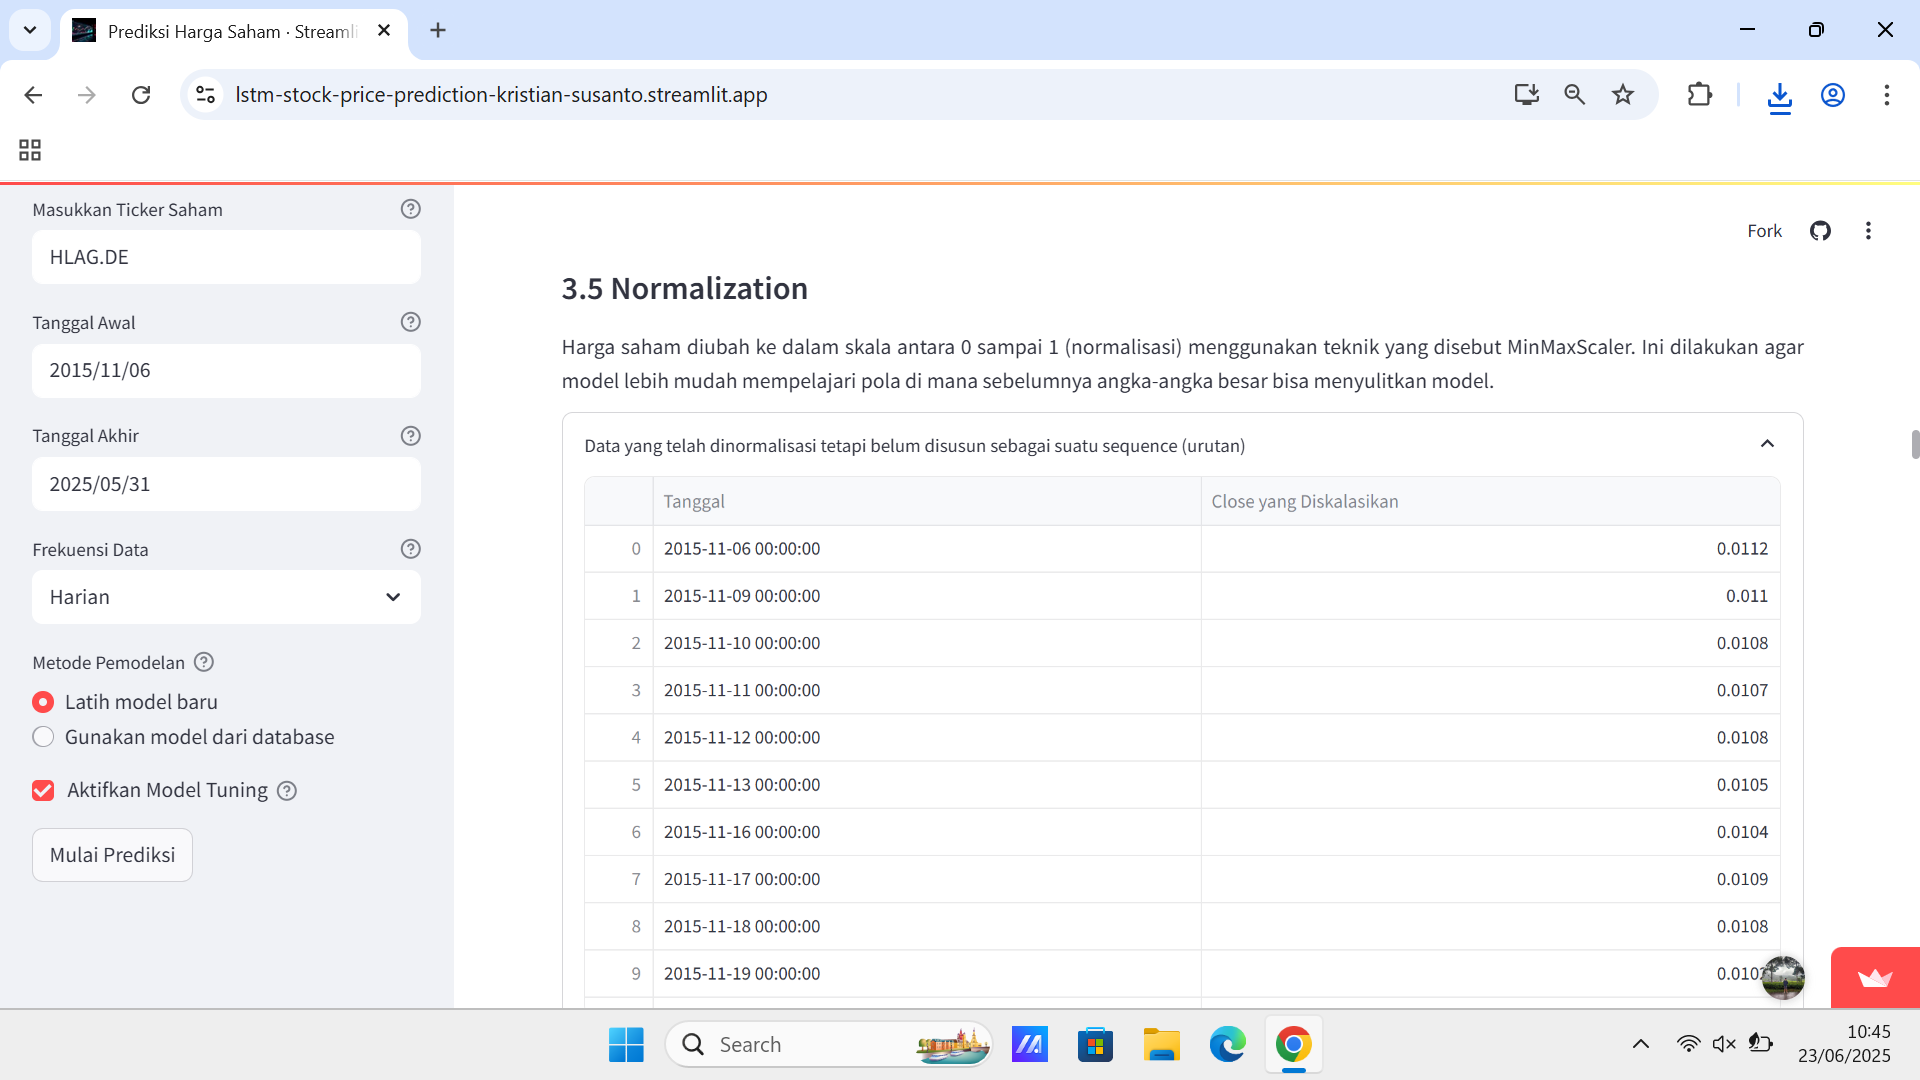 Prediksi Harga Saham · Streamli
lstm-stock-price-prediction-kristian-susanto.streamlit.app
Masukkan Ticker Saham
HLAG.DE
Tanggal Awal
2015/11/06
Tanggal Akhir
2025/05/31
Frekuensi Data
Harian
Metode Pemodelan
Latih model baru
Gunakan model dari database
Aktifkan Model Tuning
Mulai Prediksi
Fork
3.5 Normalization
Harga saham diubah ke dalam skala antara 0 sampai 1 (normalisasi) menggunakan teknik yang disebut MinMaxScaler. Ini dilakukan agar
model lebih mudah mempelajari pola di mana sebelumnya angka-angka besar bisa menyulitkan model.
Data yang telah dinormalisasi tetapi belum disusun sebagai suatu sequence (urutan)
Tanggal Close yang Diskalasikan
0 2015-11-06 00:00:00 0.0112
1 2015-11-09 00:00:00 0.011
2 2015-11-10 00:00:00 0.0108
3 2015-11-11 00:00:00 0.0107
4 2015-11-12 00:00:00 0.0108
5 2015-11-13 00:00:00 0.0105
6 2015-11-16 00:00:00 0.0104
7 2015-11-17 00:00:00 0.0109
8 2015-11-18 00:00:00 0.0108
9 2015-11-19 00:00:00
Search
10:45
23/06/2025